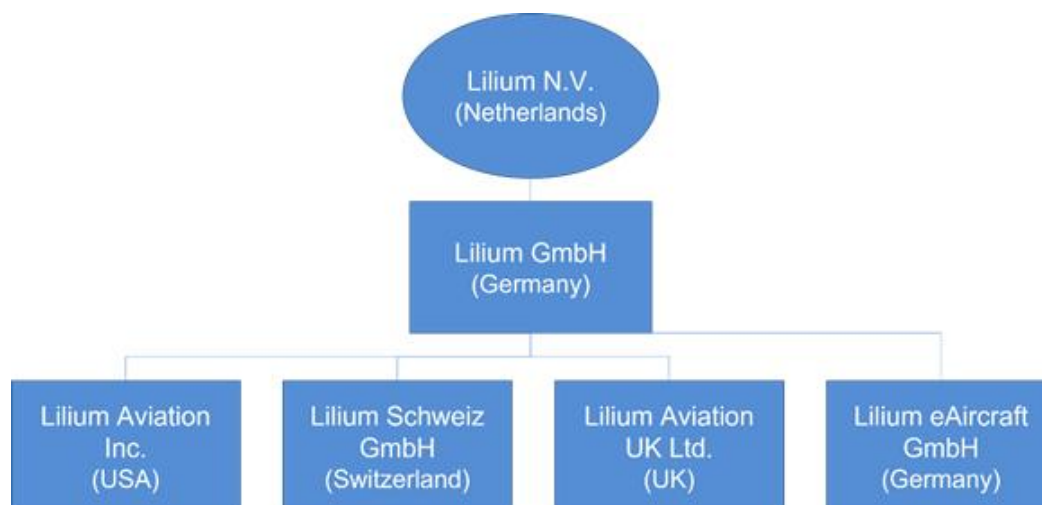 Lilium N.V.
(Netherlands)
Lilium GmbH
(Germany)
Lilium Aviation
Inc.
(USA)
Lilium Schweiz
GmbH
(Switzerland)
Lilium Aviation
UK Ltd.
(UK)
Lilium eAircraft
GmbH
(Germany)